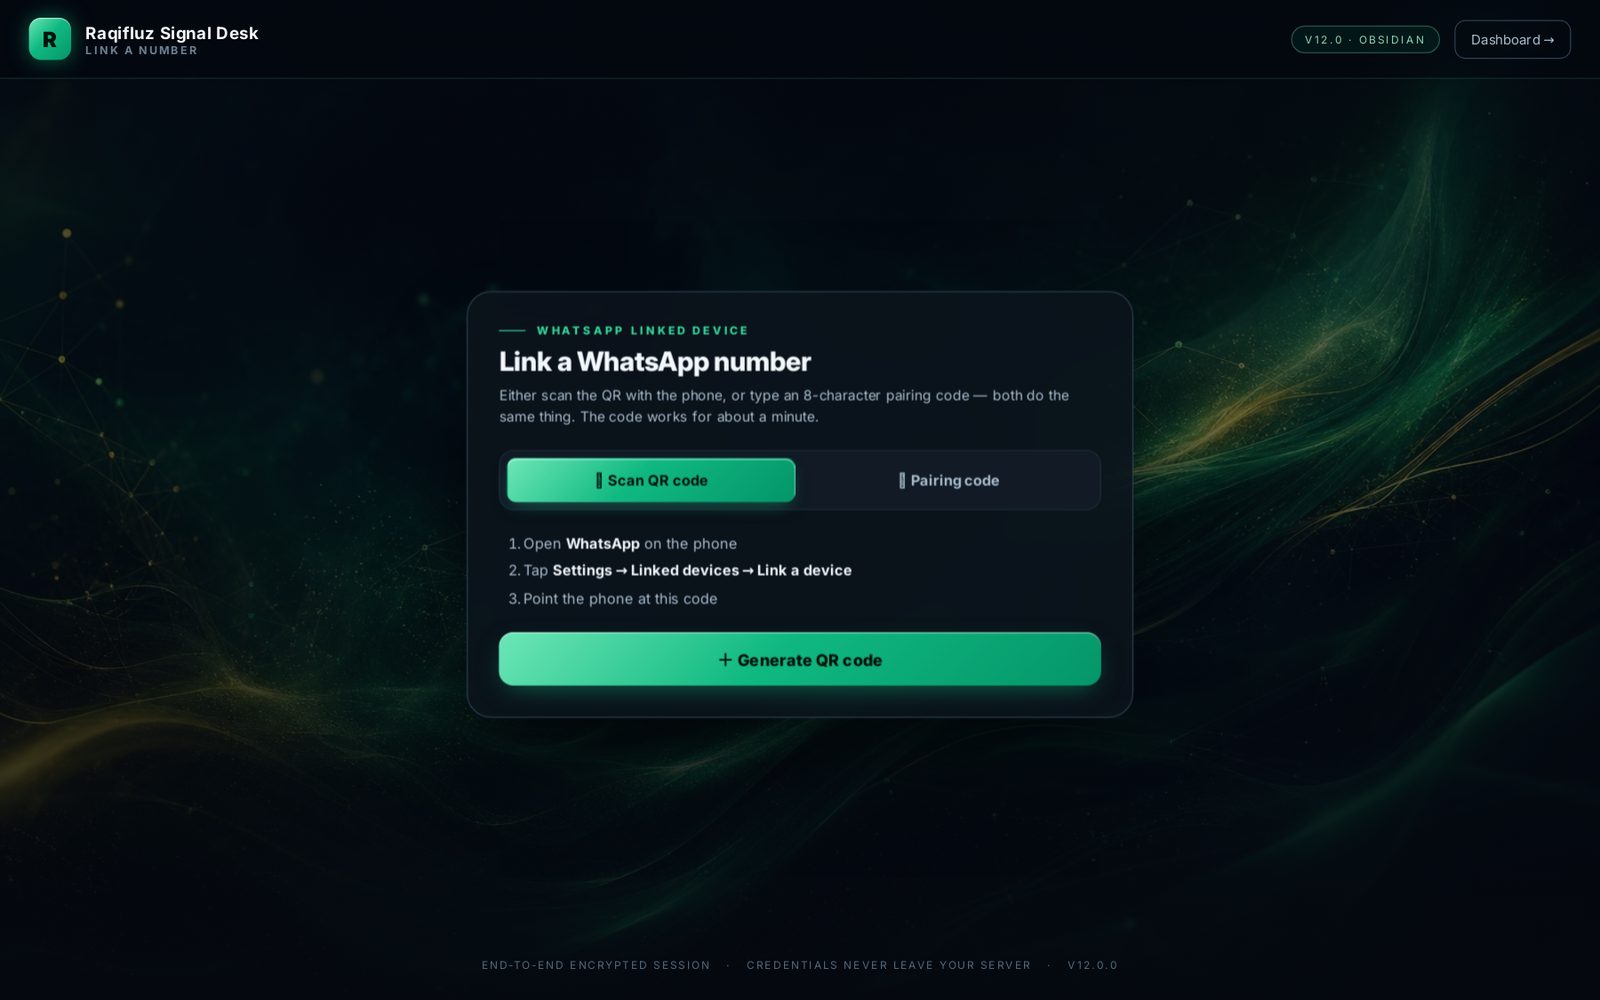 R
Raqifluz Signal Desk
LINK A NUMBER
V12.0 · OBSIDIAN
Dashboard →
WHATSAPP LINKED DEVICE
Link a WhatsApp number
Either scan the QR with the phone, or type an 8-character pairing code — both do the
same thing. The code works for about a minute.
Scan QR code
Pairing code
1. Open WhatsApp on the phone
2. Tap Settings → Linked devices → Link a device
3. Point the phone at this code
+ Generate QR code
END-TO-END ENCRYPTED SESSION · CREDENTIALS NEVER LEAVE YOUR SERVER · V12.0.0